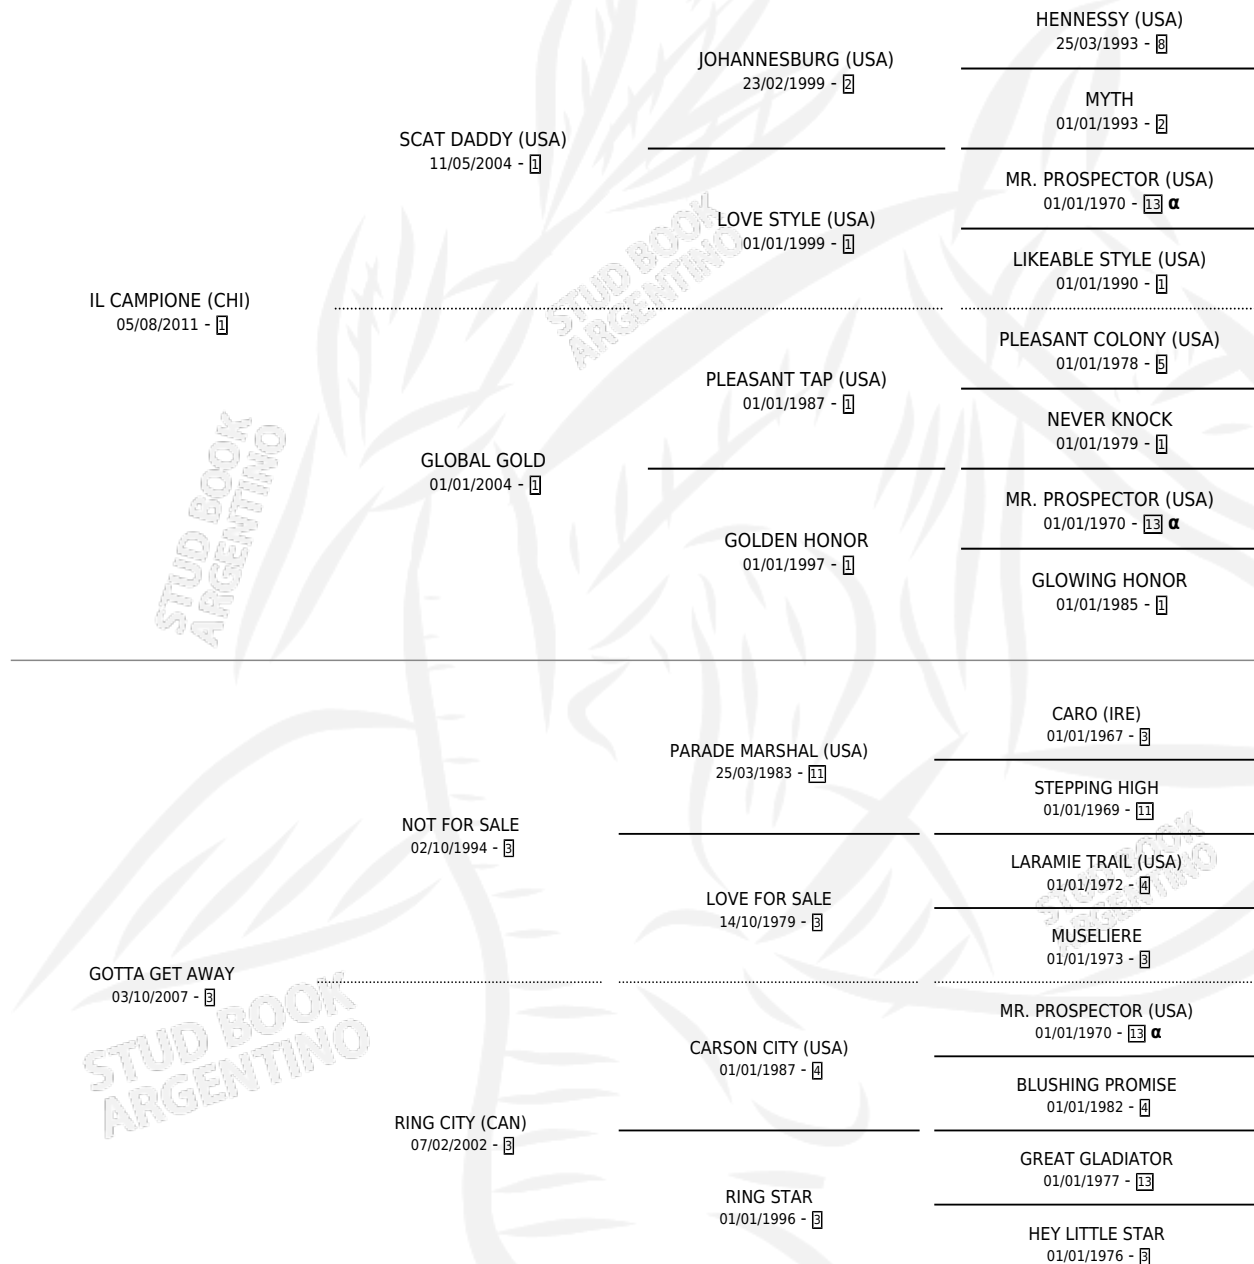 HENNESSY (USA)
25/03/1993 - 8
JOHANNESBURG (USA)
23/02/1999 - 2
MYTH
01/01/1993 - 2
SCAT DADDY (USA)
11/05/2004 - 1
MR. PROSPECTOR (USA)
01/01/1970 - 13 α
LOVE STYLE (USA)
01/01/1999 - 1
LIKEABLE STYLE (USA)
01/01/1990 - 1
IL CAMPIONE (CHI)
05/08/2011 - 1
PLEASANT COLONY (USA)
01/01/1978 - 5
PLEASANT TAP (USA)
01/01/1987 - 1
NEVER KNOCK
01/01/1979 - 1
GLOBAL GOLD
01/01/2004 - 1
MR. PROSPECTOR (USA)
01/01/1970 - 13 α
GOLDEN HONOR
01/01/1997 - 1
GLOWING HONOR
01/01/1985 - 1
CARO (IRE)
01/01/1967 - 3
PARADE MARSHAL (USA)
25/03/1983 - 11
STEPPING HIGH
01/01/1969 - 11
NOT FOR SALE
02/10/1994 - 3
LARAMIE TRAIL (USA)
01/01/1972 - 4
LOVE FOR SALE
14/10/1979 - 3
MUSELIERE
01/01/1973 - 3
GOTTA GET AWAY
03/10/2007 - 3
MR. PROSPECTOR (USA)
01/01/1970 - 13 α
CARSON CITY (USA)
01/01/1987 - 4
BLUSHING PROMISE
01/01/1982 - 4
RING CITY (CAN)
07/02/2002 - 3
GREAT GLADIATOR
01/01/1977 - 13
RING STAR
01/01/1996 - 3
HEY LITTLE STAR
01/01/1976 - 3
STUD BOOK
ARGENTINO
STUD BOOK
ARGENTINO
STUD BOOK
ARGENTINO
STUD BOOK
ARGENTINO